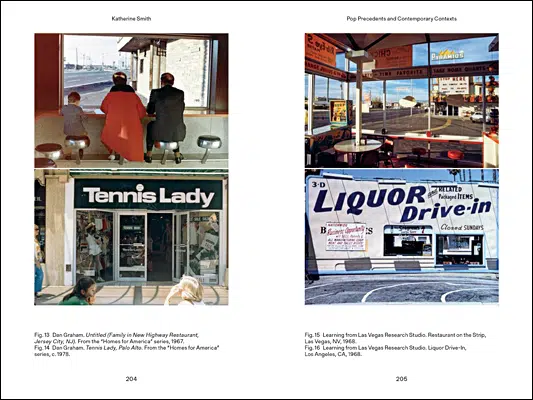 Katherine Smith
Tennis Lady
Fig. 13 Dan Graham. Untitled (Family in New Highway Restaurant,
Jersey City, NJ). From the "Homes for America" series, 1967.
Fig. 14 Dan Graham. Tennis Lady, Palo Alto. From the "Homes for America"
series, c. 1978.
204
Pop Precedents and Contemporary Contexts
3-D
LIQUOR
AND RELATED
Packaged ITEMS
Drive-in
Business
Opportunity
Closed SUNDAYS
Fig. 15 Learning from Las Vegas Research Studio. Restaurant on the Strip,
Las Vegas, NV, 1968.
Fig. 16 Learning from Las Vegas Research Studio. Liquor Drive-In,
Los Angeles, CA, 1968.
205